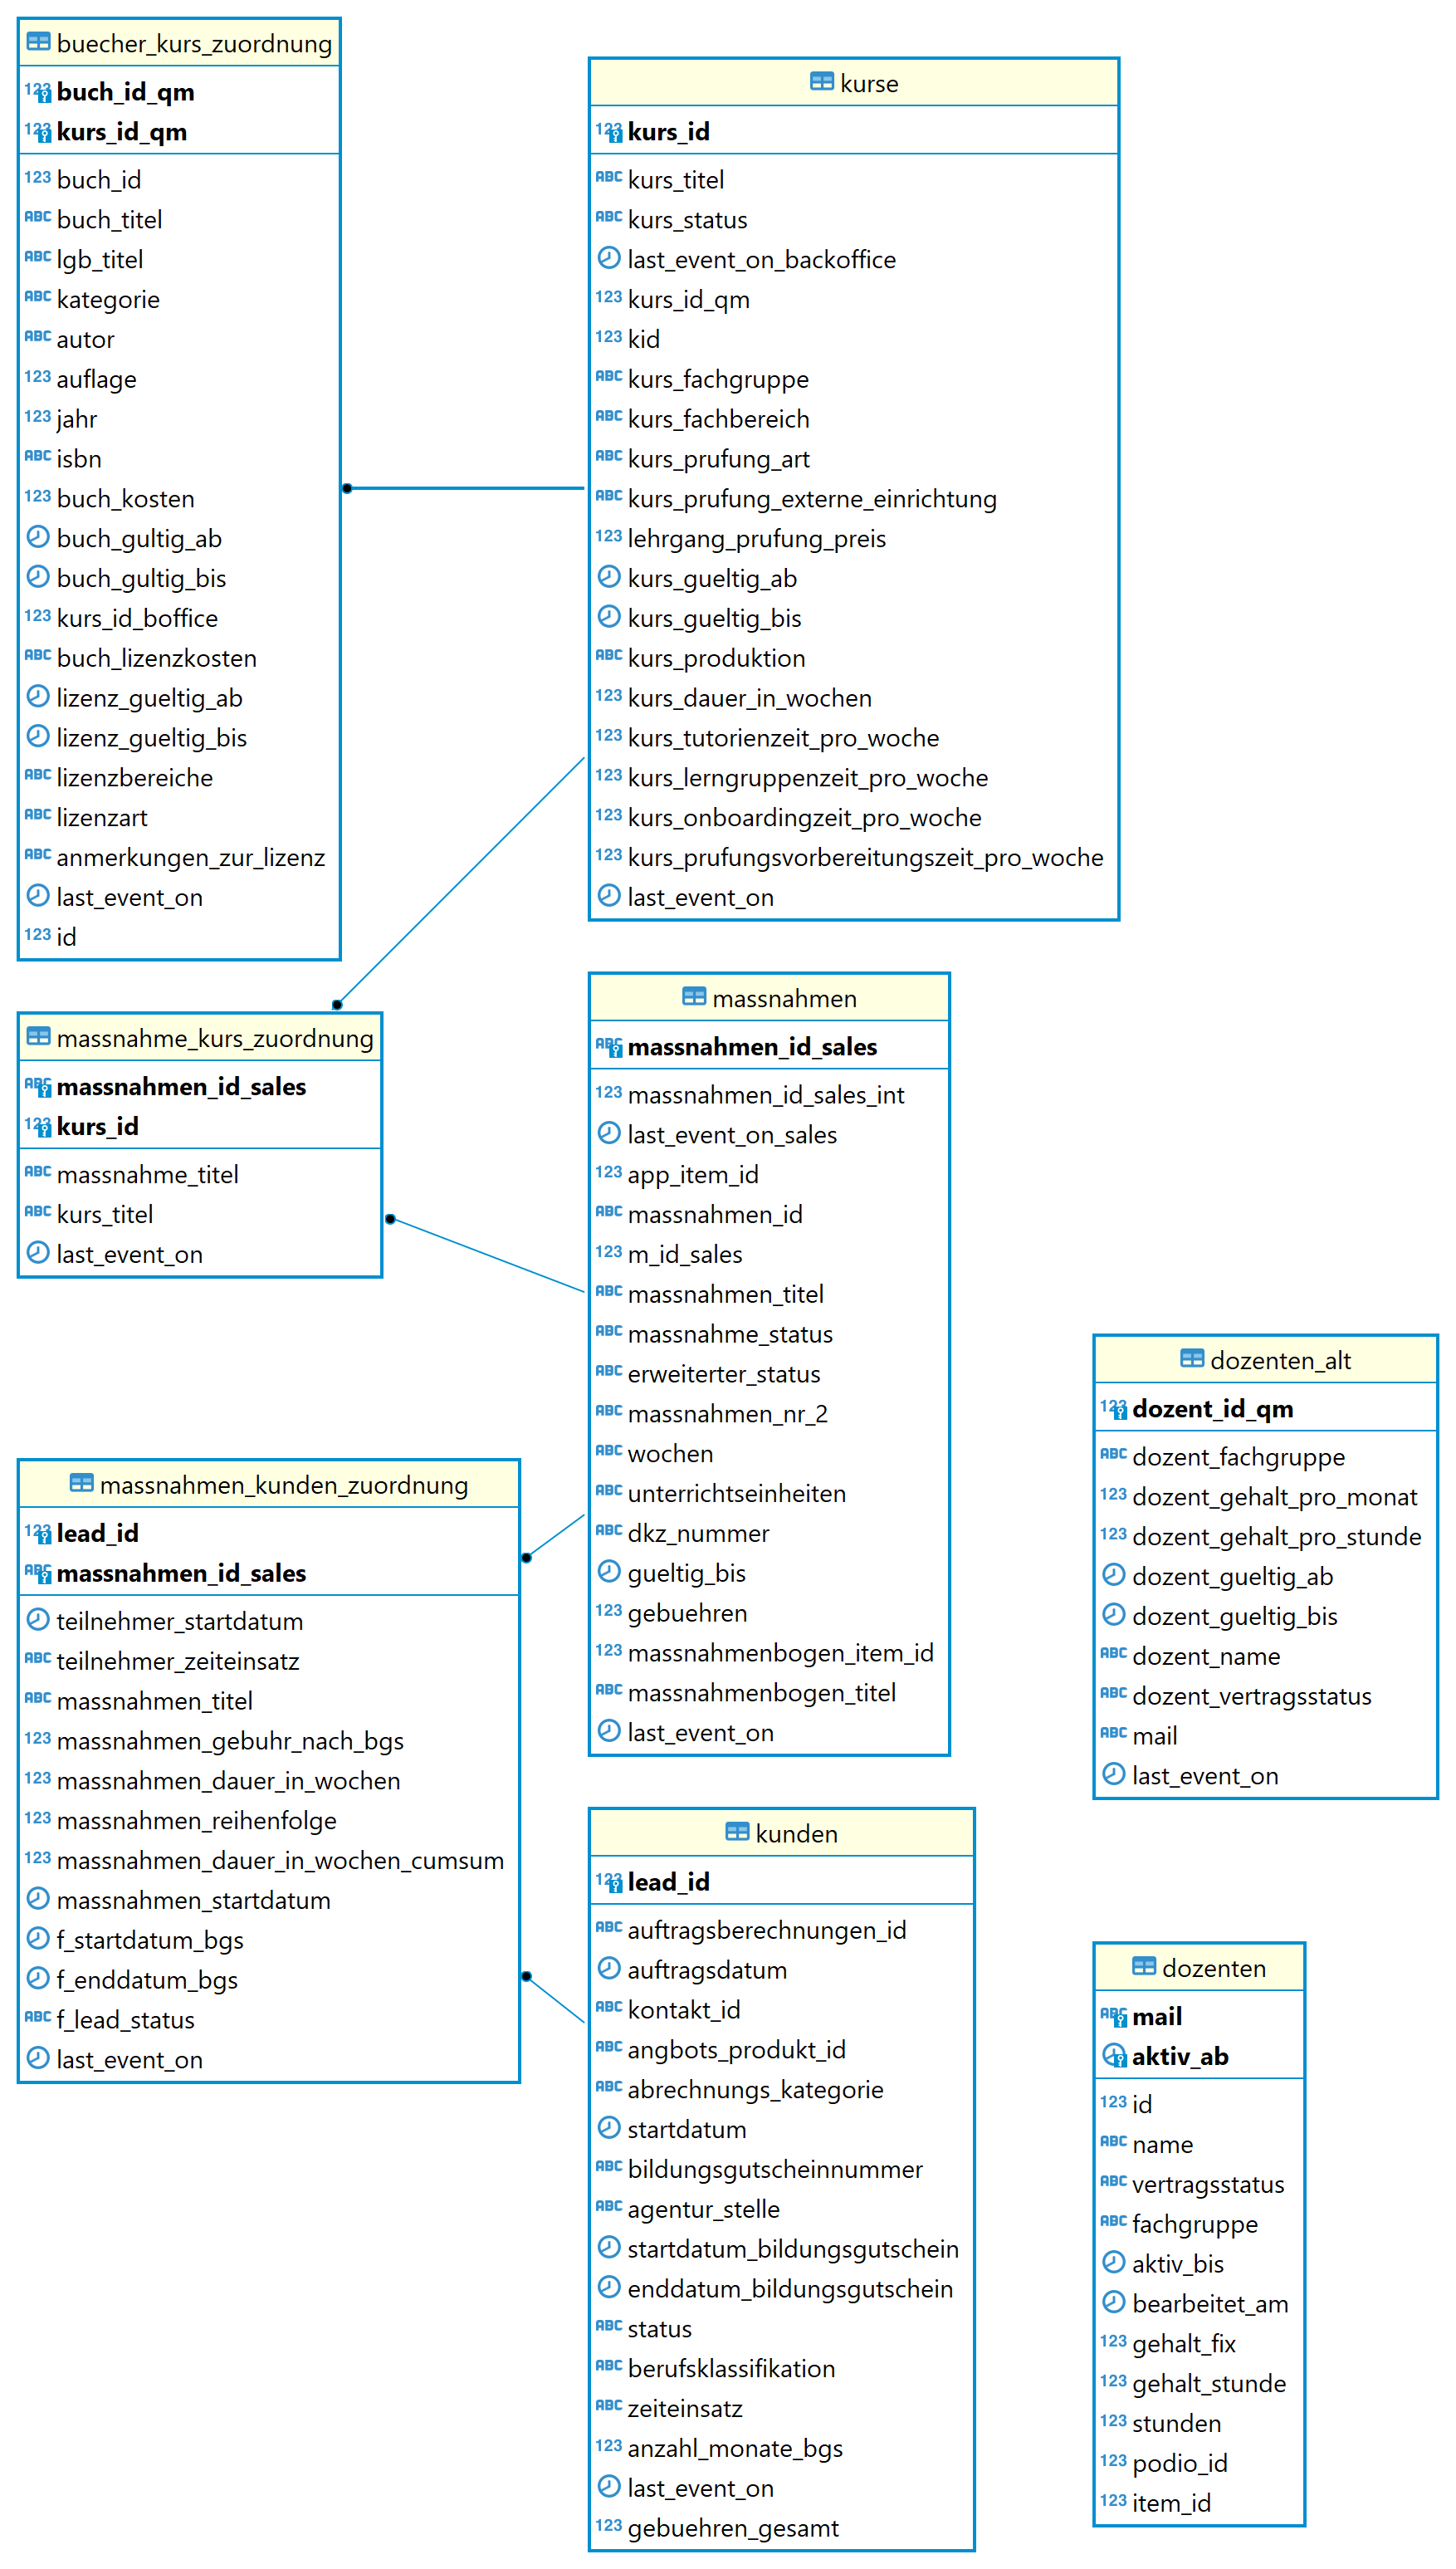 buecher_kurs_zuordnung
123 buch_id_qm
123 kurs_id_qm
123 buch_id
ABC buch_titel
ABC lgb_titel
ABC kategorie
ABC autor
123 auflage
123 jahr
ABC isbn
123 buch_kosten
buch_gultig_ab
buch_gultig_bis
123 kurs_id_boffice
ABC buch_lizenzkosten
lizenz_gueltig_ab
lizenz_gueltig_bis
ABC lizenzbereiche
ABC lizenzart
ABC anmerkungen_zur_lizenz
last_event_on
123 id
kurse
123 kurs_id
ABC kurs_titel
ABC kurs_status
last_event_on_backoffice
123 kurs_id_qm
123 kid
ABC kurs_fachgruppe
ABC kurs_fachbereich
ABC kurs_prufung_art
ABC kurs_prufung_externe_einrichtung
123 lehrgang_prufung_preis
kurs_gueltig_ab
kurs_gueltig_bis
ABC kurs_produktion
123 kurs_dauer_in_wochen
123 kurs_tutorienzeit_pro_woche
123 kurs_lerngruppenzeit_pro_woche
123 kurs_onboardingzeit_pro_woche
123 kurs_prufungsvorbereitungszeit_pro_woche
last_event_on
massnahme_kurs_zuordnung
ABC massnahmen_id_sales
123 kurs_id
ABC massnahme_titel
ABC kurs_titel
last_event_on
massnahmen
ABC massnahmen_id_sales
123 massnahmen_id_sales_int
last_event_on_sales
123 app_item_id
ABC massnahmen_id
123 m_id_sales
ABC massnahmen_titel
ABC massnahme_status
ABC erweiterter_status
ABC massnahmen_nr_2
ABC wochen
ABC unterrichtseinheiten
ABC dkz_nummer
gueltig_bis
123 gebuehren
123 massnahmenbogen_item_id
ABC massnahmenbogen_titel
last_event_on
dozenten_alt
123 dozent_id_qm
ABC dozent_fachgruppe
123 dozent_gehalt_pro_monat
123 dozent_gehalt_pro_stunde
dozent_gueltig_ab
dozent_gueltig_bis
ABC dozent_name
ABC dozent_vertragsstatus
ABC mail
last_event_on
massnahmen_kunden_zuordnung
123 lead_id
ABC massnahmen_id_sales
teilnehmer_startdatum
ABC teilnehmer_zeiteinsatz
ABC massnahmen_titel
123 massnahmen_gebuhr_nach_bgs
123 massnahmen_dauer_in_wochen
123 massnahmen_reihenfolge
123 massnahmen_dauer_in_wochen_cumsum
massnahmen_startdatum
f_startdatum_bgs
f_enddatum_bgs
ABC f_lead_status
last_event_on
kunden
123 lead_id
ABC auftragsberechnungen_id
auftragsdatum
ABC kontakt_id
ABC angbots_produkt_id
ABC abrechnungs_kategorie
startdatum
ABC bildungsgutscheinnummer
ABC agentur_stelle
startdatum_bildungsgutschein
enddatum_bildungsgutschein
ABC status
ABC berufsklassifikation
ABC zeiteinsatz
123 anzahl_monate_bgs
last_event_on
123 gebuehren_gesamt
dozenten
ABC mail
aktiv_ab
123 id
ABC name
ABC vertragsstatus
ABC fachgruppe
aktiv_bis
bearbeitet_am
123 gehalt_fix
123 gehalt_stunde
123 stunden
123 podio_id
123 item_id